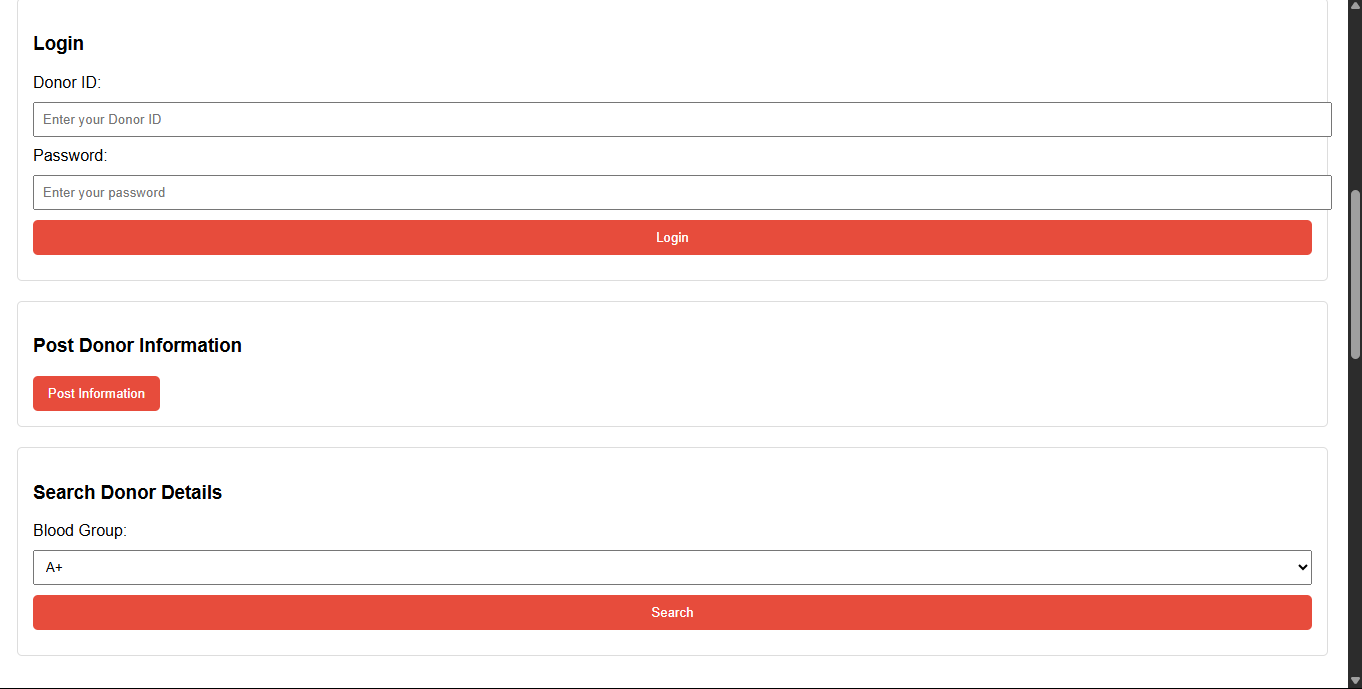 Login
Donor ID:
Enter your Donor ID
Password:
Enter your password
Login
Post Donor Information
Post Information
Search Donor Details
Blood Group:
A+
Search